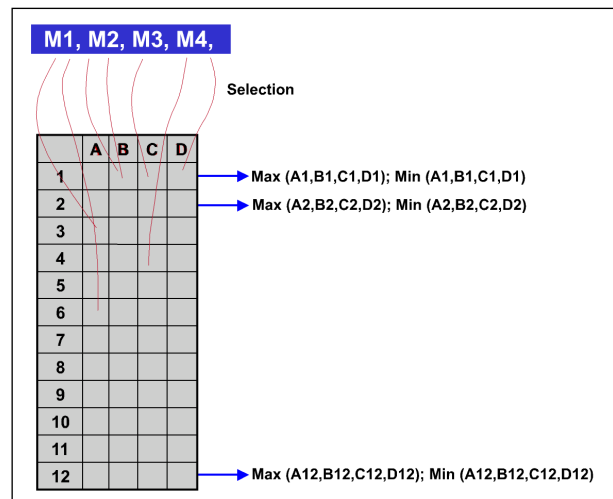 M1, M2, M3, M4,
Selection
A B C D
1 Max (A1,B1,C1,D1); Min (A1,B1,C1,D1)
2 Max (A2,B2,C2,D2); Min (A2,B2,C2,D2)
3
4
5
6
7
8
9
10
11
12 Max (A12,B12,C12,D12); Min (A12,B12,C12,D12)